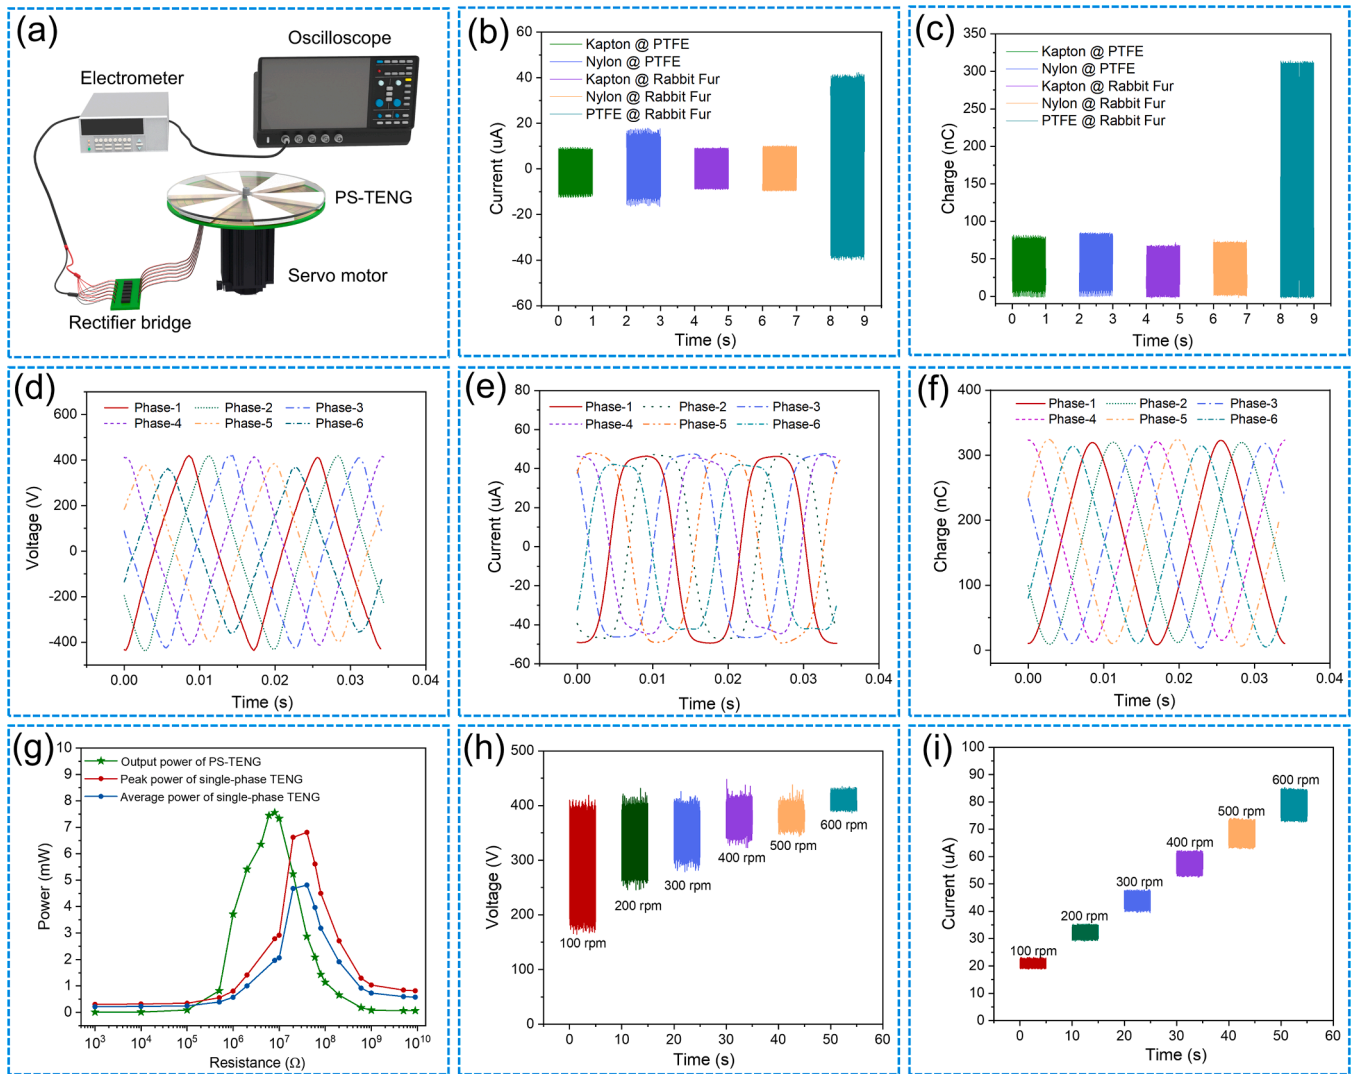 (a)
Oscilloscope
Electrometer
PS-TENG
Servo motor
Rectifier bridge
(b)
Kapton @ PTFE
Nylon @ PTFE
Kapton @ Rabbit Fur
Nylon @ Rabbit Fur
PTFE @ Rabbit Fur
60
40
20
0
-20
-40
-60
Current (uA)
0 1 2 3 4 5 6 7 8 9
Time (s)
(c)
Kapton @ PTFE
Nylon @ PTFE
Kapton @ Rabbit Fur
Nylon @ Rabbit Fur
PTFE @ Rabbit Fur
350
300
250
200
150
100
50
0
Charge (nC)
0 1 2 3 4 5 6 7 8 9
Time (s)
(d)
Phase-1 Phase-2 Phase-3
Phase-4 Phase-5 Phase-6
600
400
200
0
-200
-400
Voltage (V)
0.00 0.01 0.02 0.03 0.04
Time (s)
(e)
Phase-1 Phase-2 Phase-3
Phase-4 Phase-5 Phase-6
80
60
40
20
0
-20
-40
-60
Current (uA)
0.00 0.01 0.02 0.03 0.04
Time (s)
(f)
Phase-1 Phase-2 Phase-3
Phase-4 Phase-5 Phase-6
400
300
200
100
0
Charge (nC)
0.00 0.01 0.02 0.03 0.04
Time (s)
(g)
Output power of PS-TENG
Peak power of single-phase TENG
Average power of single-phase TENG
10
9
8
7
6
5
4
3
2
1
0
Power (mW)
10³ 10⁴ 10⁵ 10⁶ 10⁷ 10⁸ 10⁹ 10¹⁰
Resistance (Ω)
(h)
500
400
300
200
100
0
Voltage (V)
100 rpm
200 rpm
300 rpm
400 rpm
500 rpm
600 rpm
0 10 20 30 40 50 60
Time (s)
(i)
100
90
80
70
60
50
40
30
20
10
0
Current (uA)
100 rpm
200 rpm
300 rpm
400 rpm
500 rpm
600 rpm
0 10 20 30 40 50 60
Time (s)